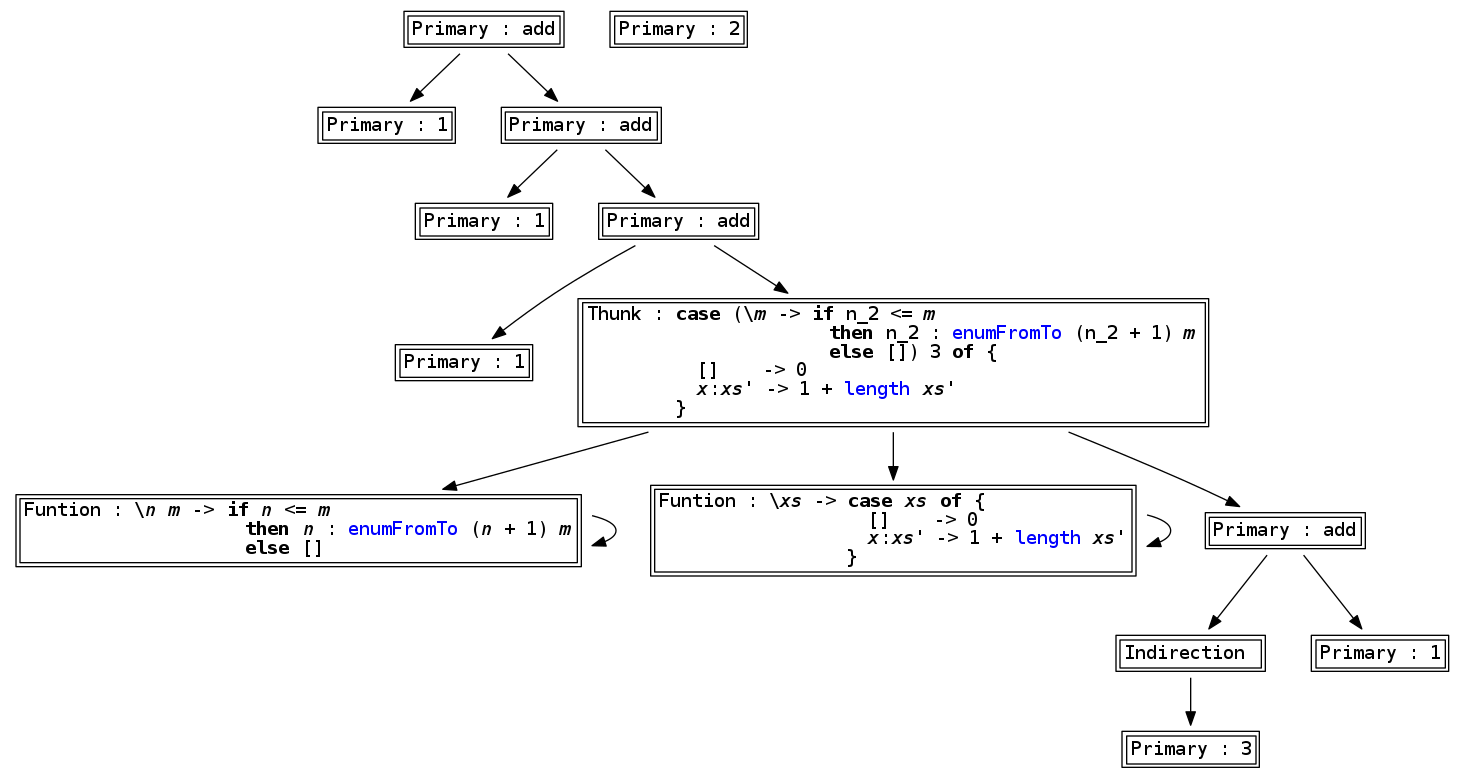 Primary : add
Primary : 2
Primary : 1
Primary : add
Primary : 1
Primary : add
Primary : 1
Thunk : case (\m -> if n_2 <= m
then n_2 : enumFromTo (n_2 + 1) m
else []) 3 of {
[] -> 0
x:xs' -> 1 + length xs'
}
Funtion : \n m -> if n <= m
then n : enumFromTo (n + 1) m
else []
Funtion : \xs -> case xs of {
[] -> 0
x:xs' -> 1 + length xs'
}
Primary : add
Indirection
Primary : 1
Primary : 3